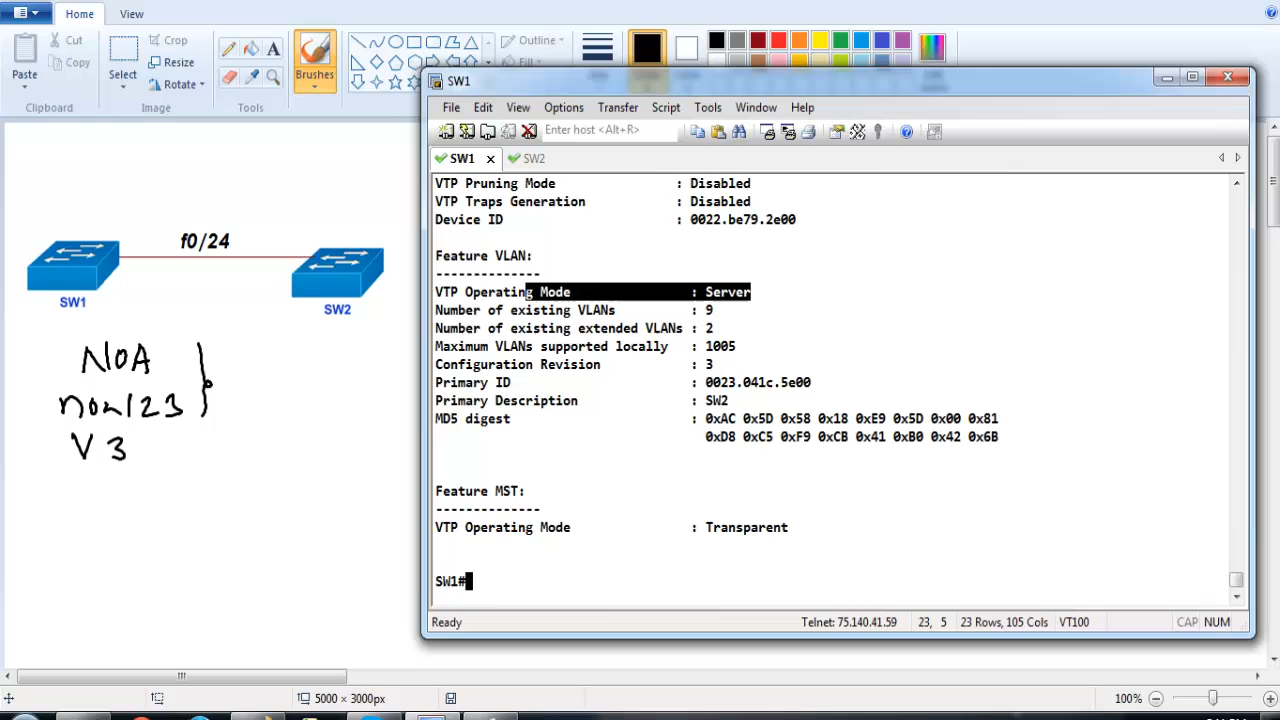 Home
View
Cut
Crop
Outline
Copy
Resize
Fill
Paste
Select
Rotate
Brushes
Clipboard
Image
Tools
SW1
File Edit View Options Transfer Script Tools Window Help
Enter host <Alt+R>
SW1
SW2
VTP Pruning Mode : Disabled
VTP Traps Generation : Disabled
Device ID : 0022.be79.2e00
Feature VLAN:
--------------
VTP Operating Mode : Server
Number of existing VLANs : 9
Number of existing extended VLANs : 2
Maximum VLANs supported locally : 1005
Configuration Revision : 3
Primary ID : 0023.041c.5e00
Primary Description : SW2
MD5 digest : 0xAC 0x5D 0x58 0x18 0xE9 0x5D 0x00 0x81
0xD8 0xC5 0xF9 0xCB 0x41 0xB0 0x42 0x6B
Feature MST:
--------------
VTP Operating Mode : Transparent
SW1#
Ready
Telnet: 75.140.41.59 23, 5 23 Rows, 105 Cols VT100 CAP NUM
f0/24
SW1
SW2
NOA
noa123
V 3
5000 × 3000px
100%